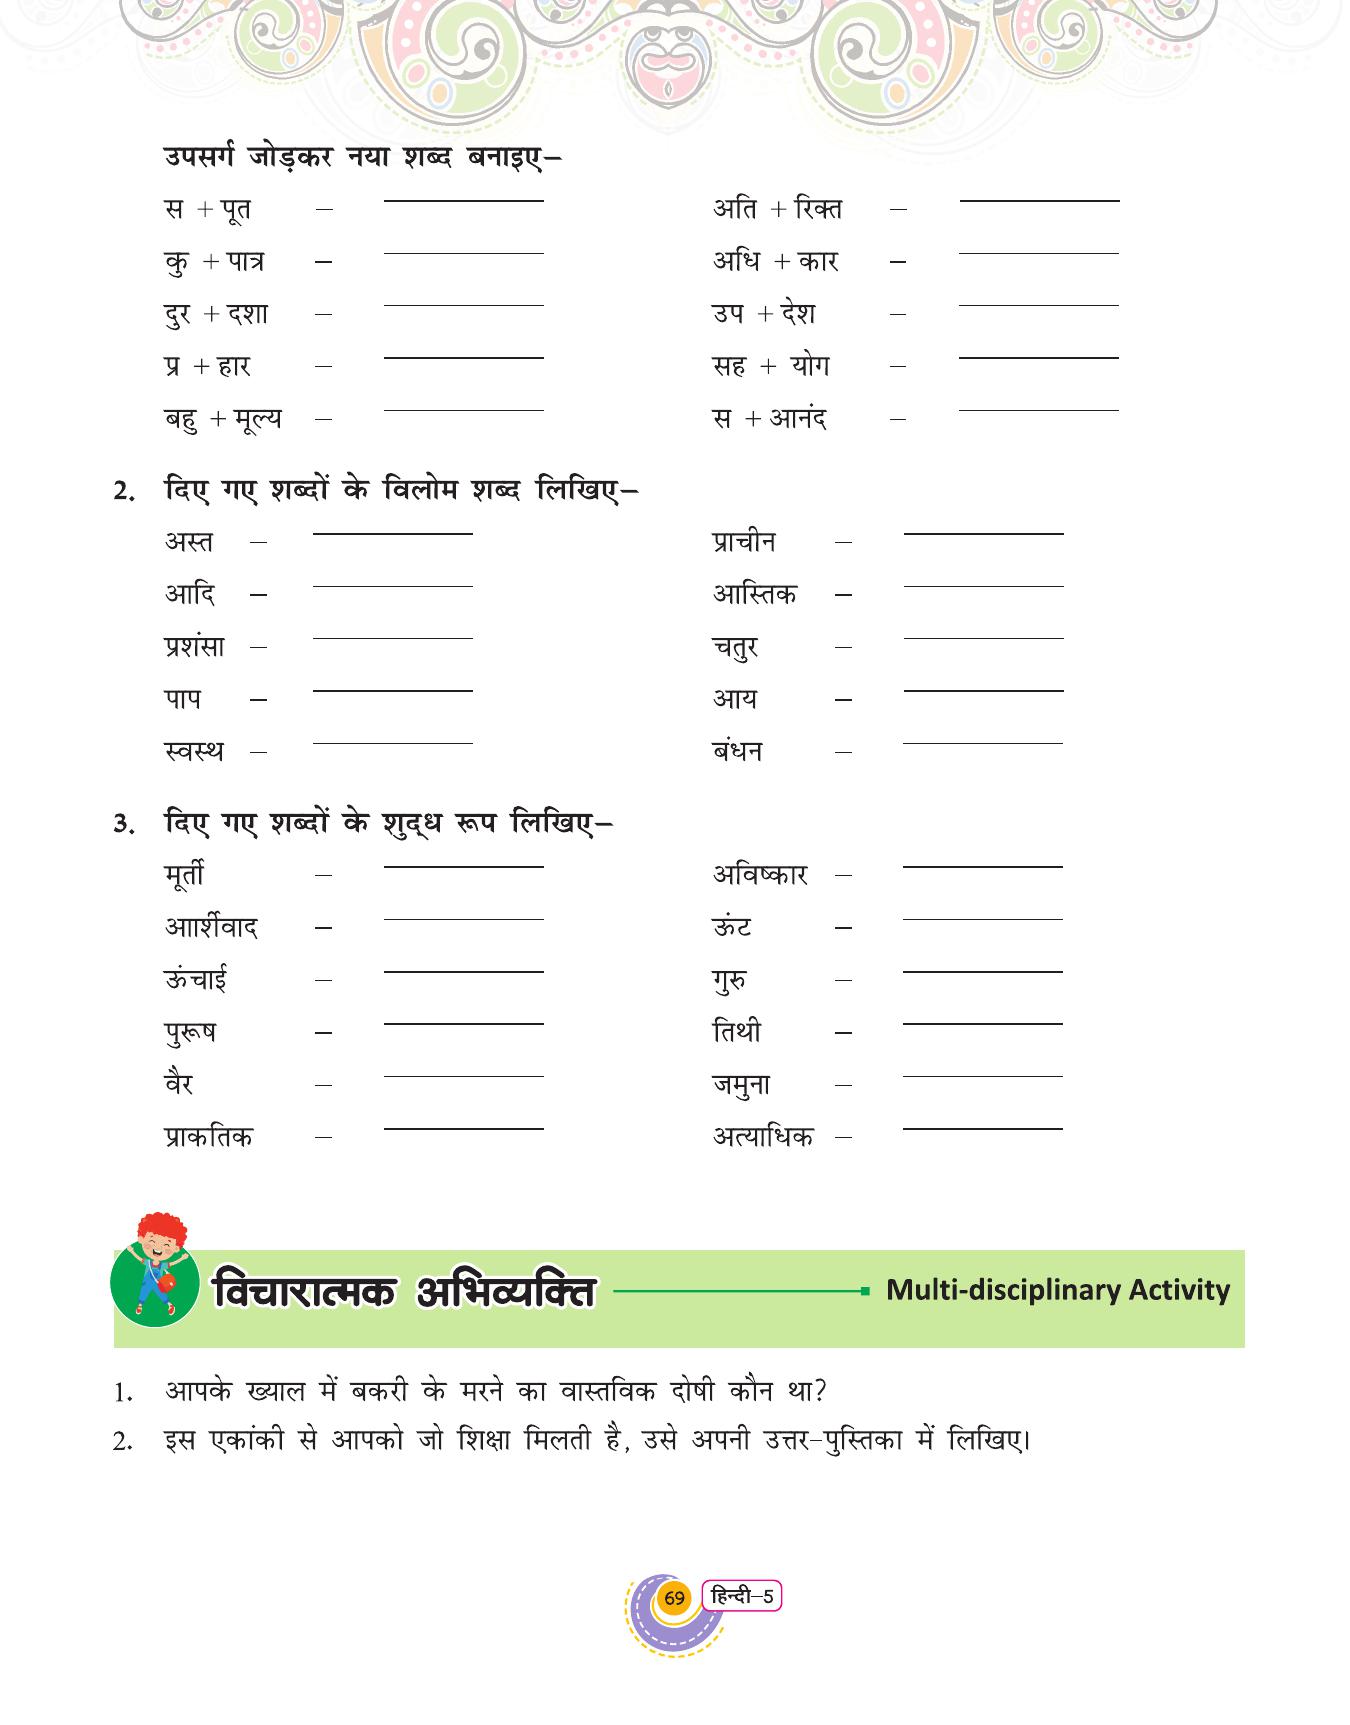 उपसर्ग जोड़कर नया शब्द बनाइए–
स + पूत – ________ अति + रिक्त – ________
कु + पात्र – ________ अधि + कार – ________
दुर + दशा – ________ उप + देश – ________
प्र + हार – ________ सह + योग – ________
बहु + मूल्य – ________ स + आनंद – ________
2. दिए गए शब्दों के विलोम शब्द लिखिए–
अस्त – ________ प्राचीन – ________
आदि – ________ आस्तिक – ________
प्रशंसा – ________ चतुर – ________
पाप – ________ आय – ________
स्वस्थ – ________ बंधन – ________
3. दिए गए शब्दों के शुद्ध रूप लिखिए–
मूर्ती – ________ अविष्कार – ________
आार्शीवाद – ________ ऊंट – ________
ऊंचाई – ________ गुरु – ________
पुरूष – ________ तिथी – ________
वैर – ________ जमुना – ________
प्राकतिक – ________ अत्याधिक – ________
विचारात्मक अभिव्यक्ति Multi-disciplinary Activity
1. आपके ख्याल में बकरी के मरने का वास्तविक दोषी कौन था?
2. इस एकांकी से आपको जो शिक्षा मिलती है, उसे अपनी उत्तर–पुस्तिका में लिखिए।
69 हिन्दी–5